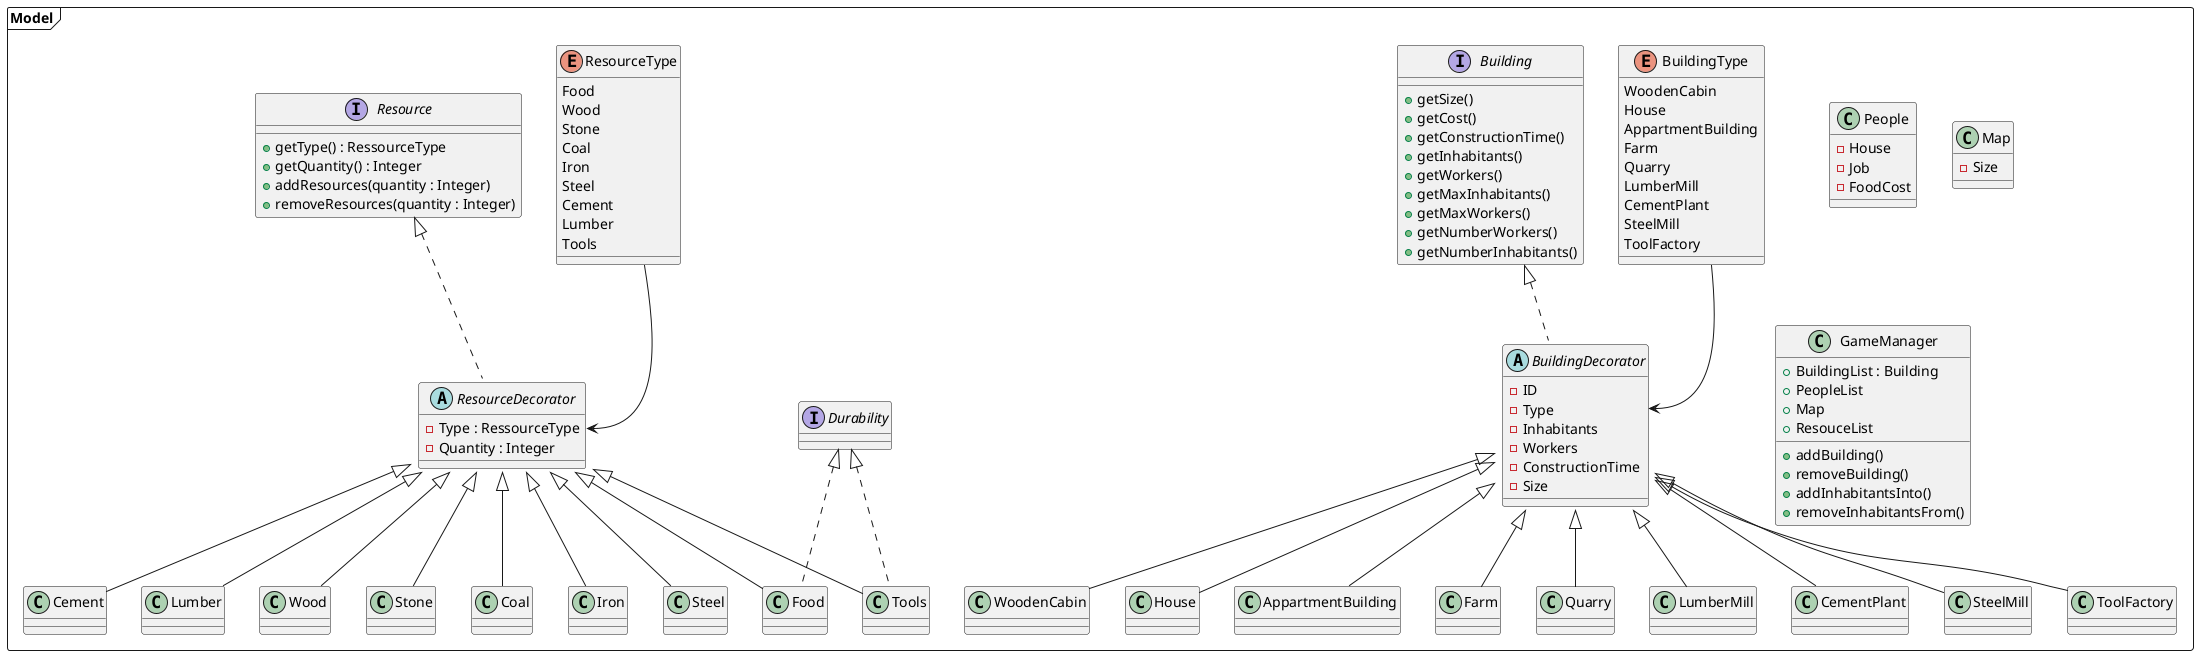 Model
ResourceType
Food
Wood
Stone
Coal
Iron
Steel
Cement
Lumber
Tools
Resource
getType() : RessourceType
getQuantity() : Integer
addResources(quantity : Integer)
removeResources(quantity : Integer)
Building
getSize()
getCost()
getConstructionTime()
getInhabitants()
getWorkers()
getMaxInhabitants()
getMaxWorkers()
getNumberWorkers()
getNumberInhabitants()
BuildingType
WoodenCabin
House
AppartmentBuilding
Farm
Quarry
LumberMill
CementPlant
SteelMill
ToolFactory
People
House
Job
FoodCost
Map
Size
ResourceDecorator
Type : RessourceType
Quantity : Integer
Durability
BuildingDecorator
ID
Type
Inhabitants
Workers
ConstructionTime
Size
GameManager
BuildingList : Building
PeopleList
Map
ResouceList
addBuilding()
removeBuilding()
addInhabitantsInto()
removeInhabitantsFrom()
Cement
Lumber
Wood
Stone
Coal
Iron
Steel
Food
Tools
WoodenCabin
House
AppartmentBuilding
Farm
Quarry
LumberMill
CementPlant
SteelMill
ToolFactory